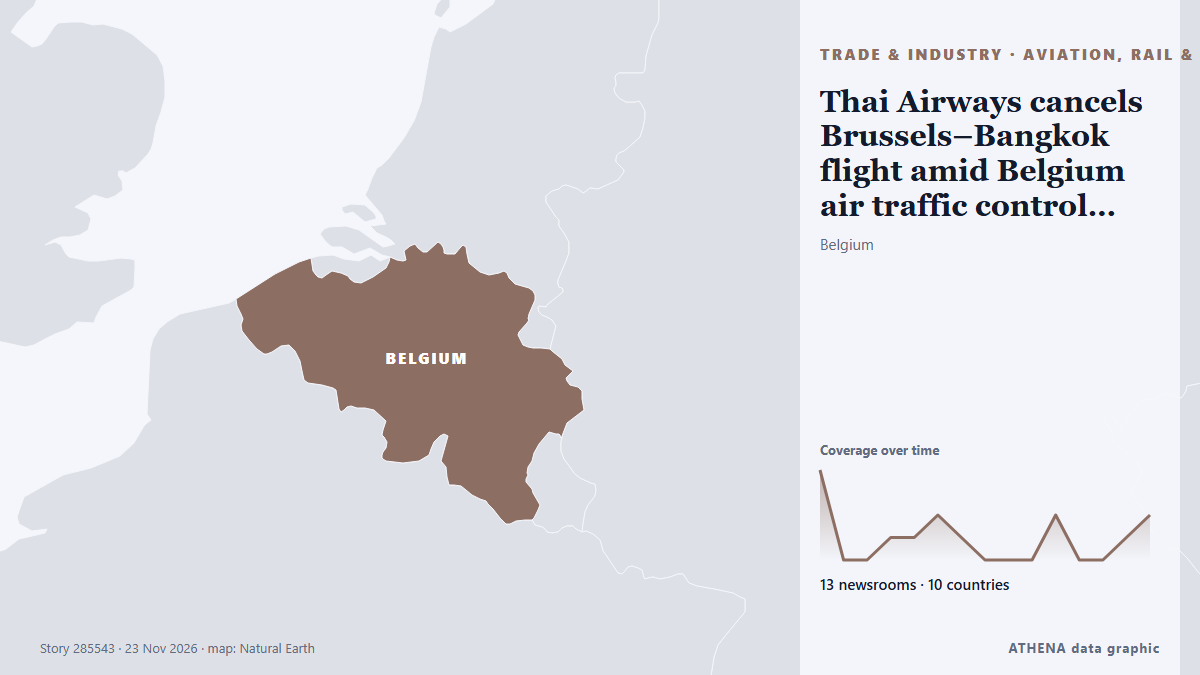 TRADE & INDUSTRY · AVIATION, RAIL &
Thai Airways cancels
Brussels–Bangkok
flight amid Belgium
air traffic control…
Belgium
BELGIUM
Coverage over time
13 newsrooms · 10 countries
Story 285543 · 23 Nov 2026 · map: Natural Earth
ATHENA data graphic